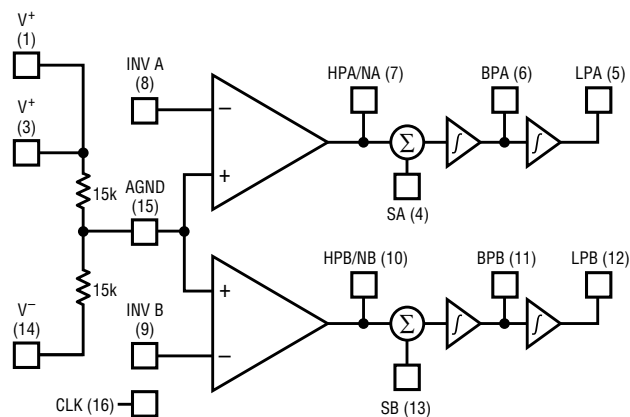 V+
(1)
INV A
(8)
HPA/NA (7)
BPA (6)
LPA (5)
V+
(3)
−
+
Σ
∫
∫
15k
AGND
(15)
SA (4)
HPB/NB (10)
BPB (11)
LPB (12)
15k
+
−
Σ
∫
∫
V−
(14)
INV B
(9)
SB (13)
CLK (16)